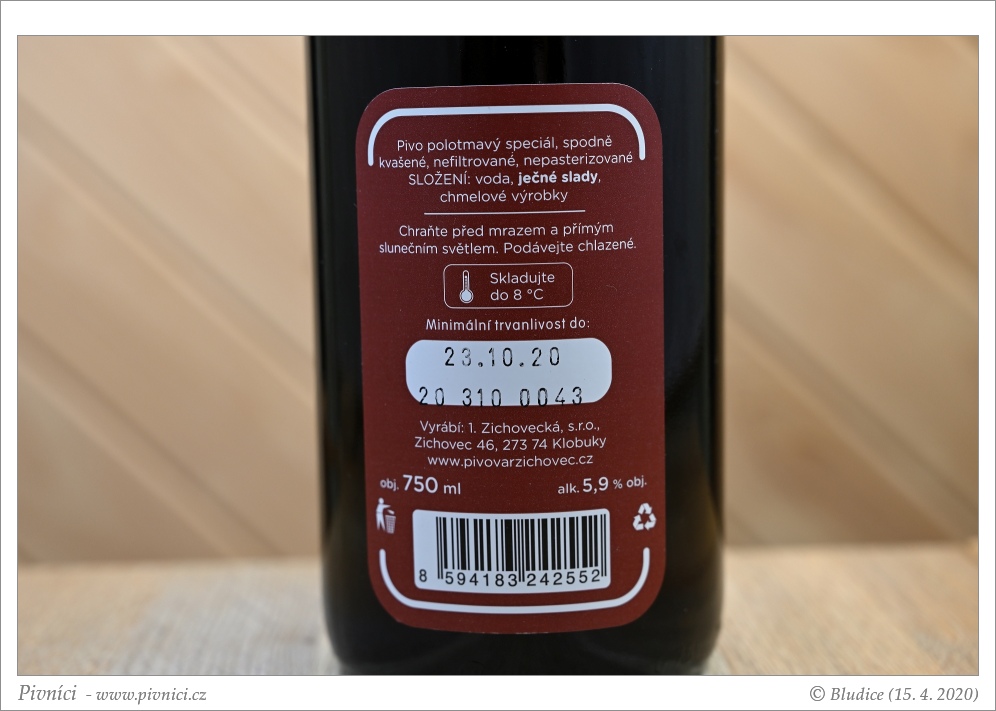 Pivo polotmavý speciál, spodně
kvašené, nefiltrované, nepasterizované
SLOŽENÍ: voda, ječné slady,
chmelové výrobky
Chraňte před mrazem a přímým
slunečním světlem. Podávejte chlazené.
Skladujte
do 8 °C
Minimální trvanlivost do:
23.10.20
20 310 0043
Vyrábí: 1. Zichovecká, s.r.o.,
Zichovec 46, 273 74 Klobuky
www.pivovarzichovec.cz
obj. 750 ml alk. 5,9 % obj.
8 594183 242552
Pivníci - www.pivnici.cz © Bludice (15. 4. 2020)